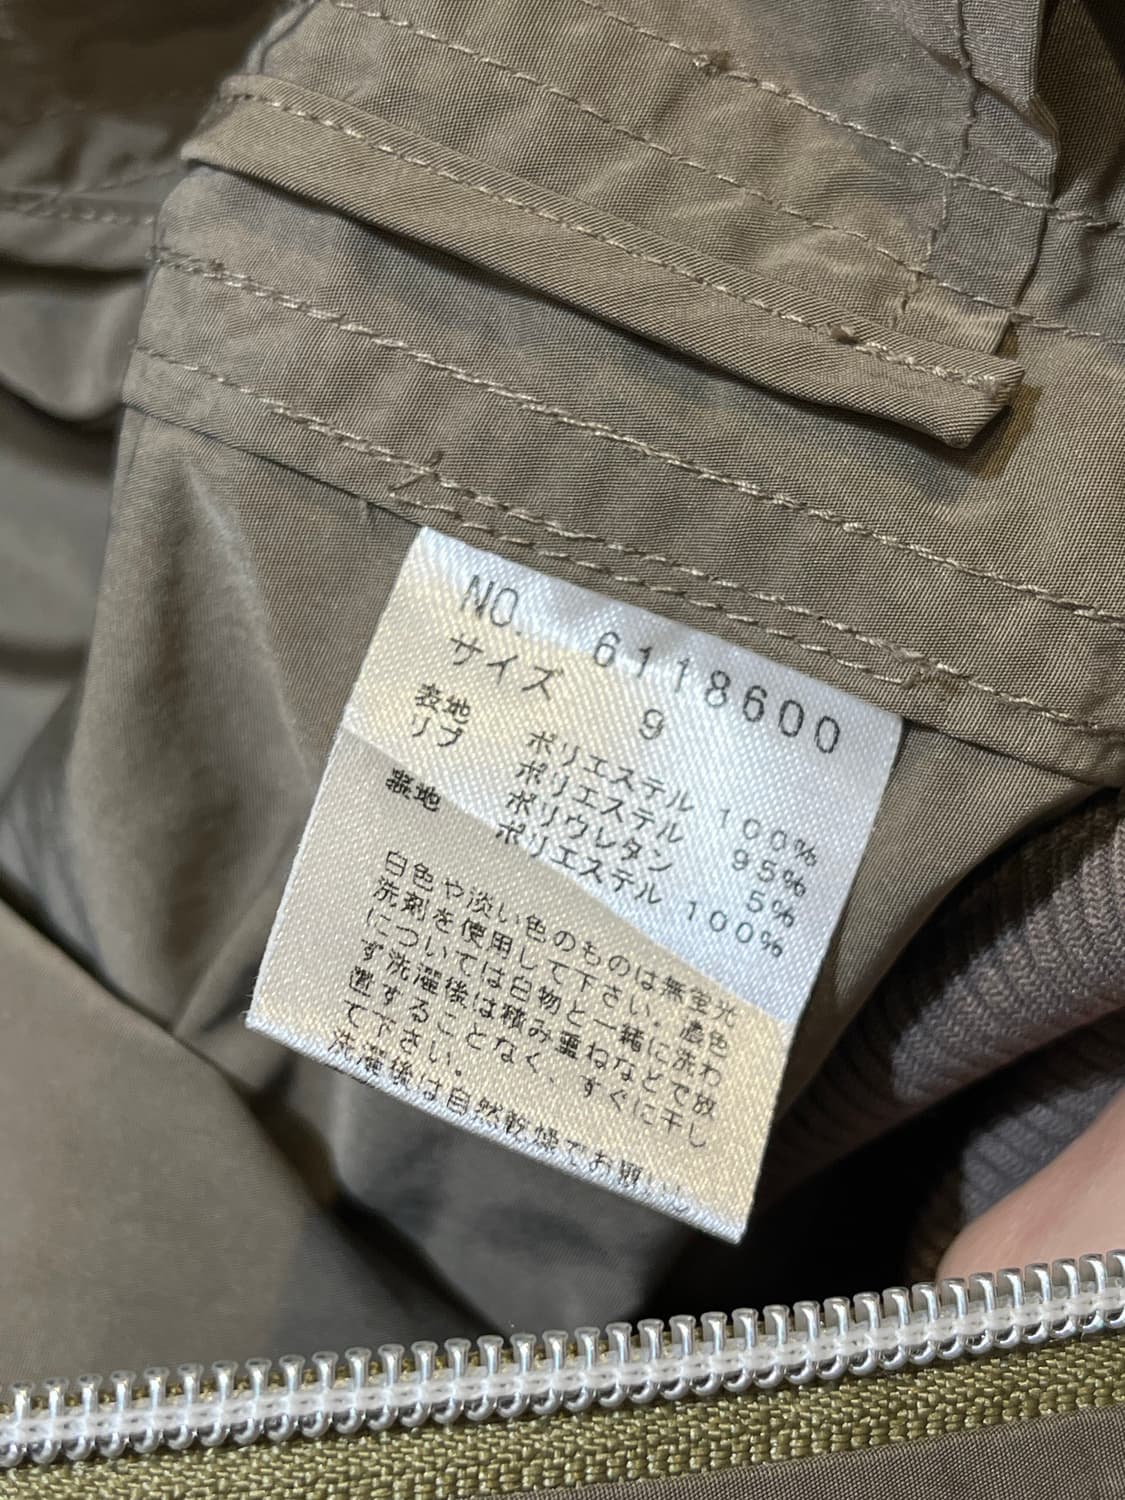 NO. 6118600
サイズ 9
表地 ポリエステル 100%
リブ ポリエステル 95%
ポリウレタン 5%
裏地 ポリエステル 100%
白色や淡い色のものは無蛍光
洗剤を使用して下さい。濃色
については白物と一緒に洗わ
ず洗濯後は積み重ねなどで放
置することなく、すぐに干し
て下さい。
洗濯後は自然乾燥でお願い